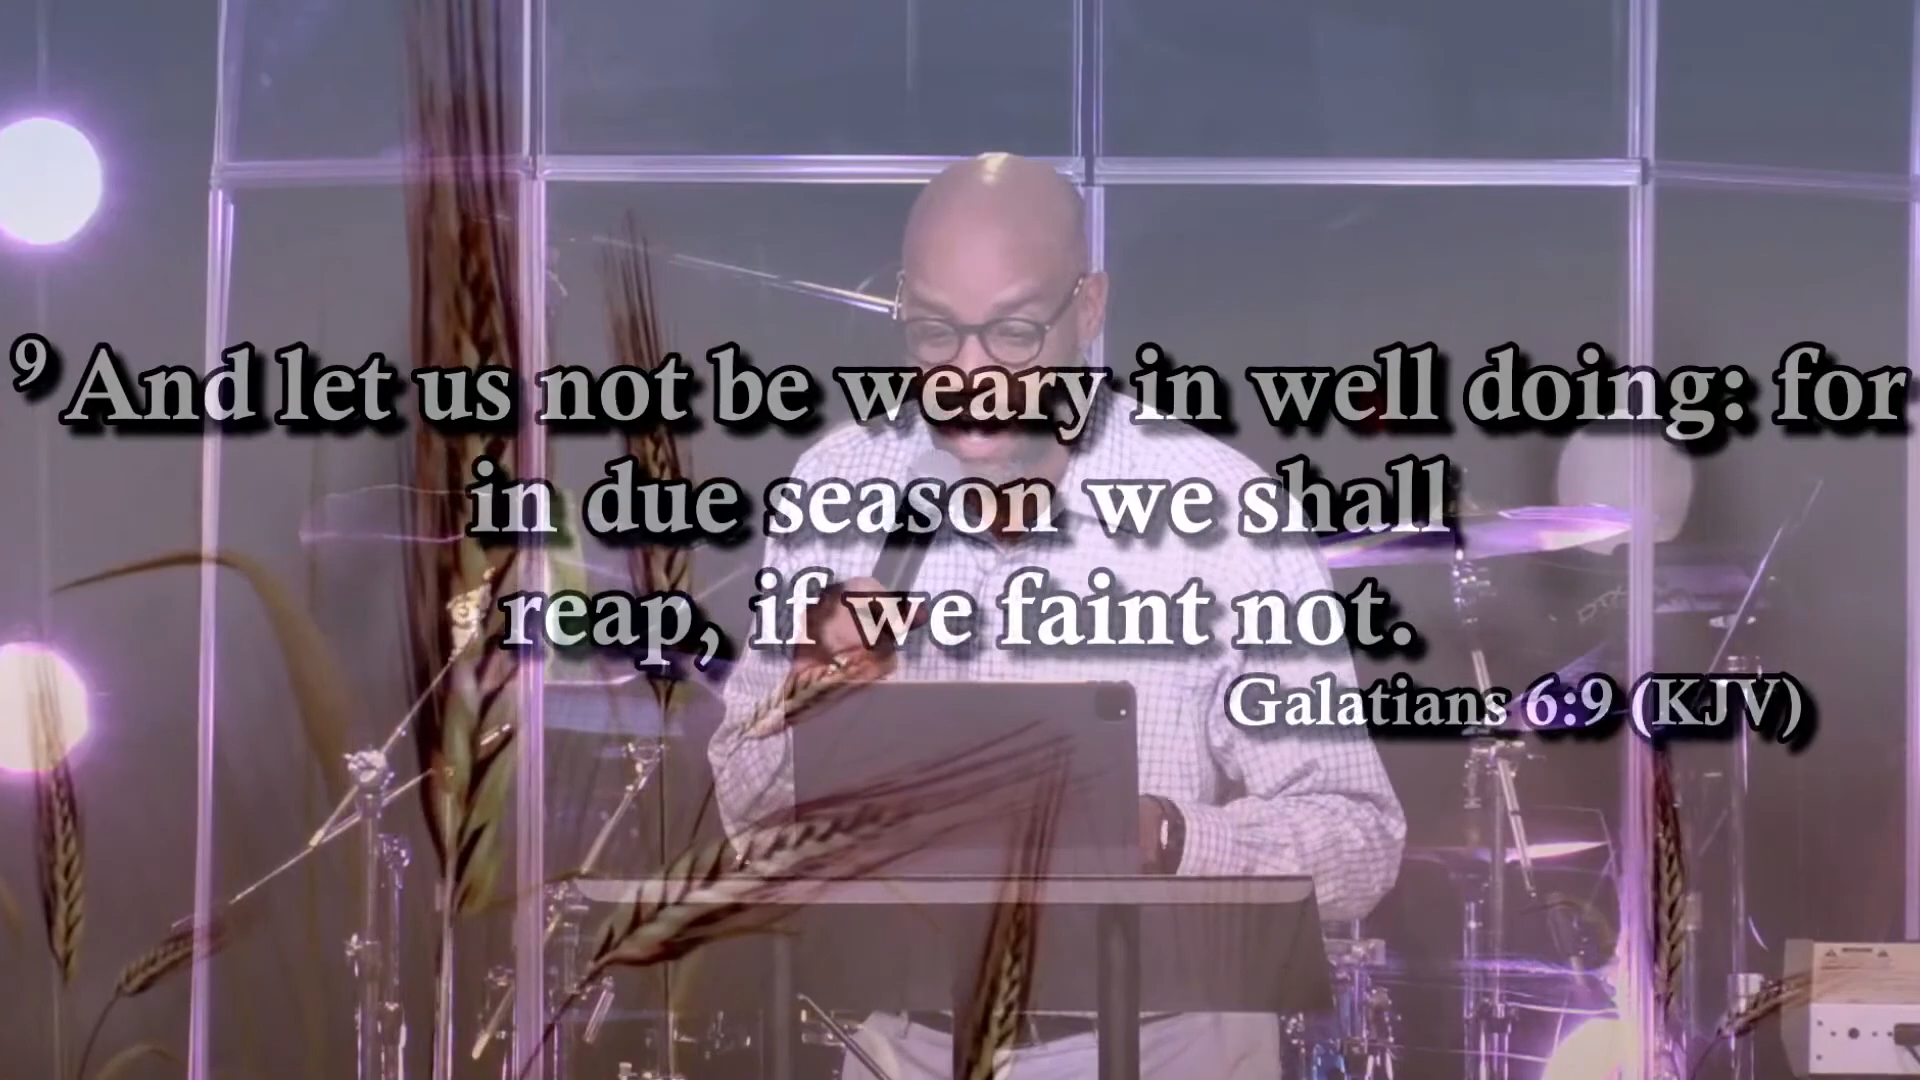 ⁹ And let us not be weary in well doing: for
in due season we shall
reap, if we faint not.
Galatians 6:9 (KJV)
DTX